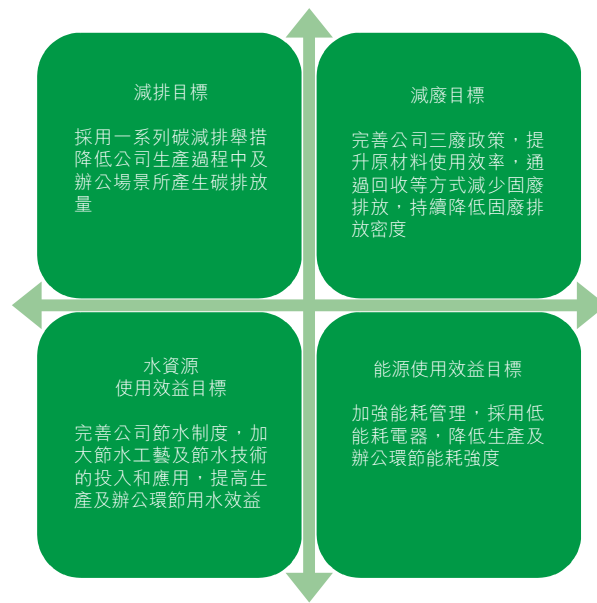 減排目標
採用一系列碳減排舉措
降低公司生產過程中及
辦公場景所產生碳排放
量
減廢目標
完善公司三廢政策，提
升原材料使用效率，通
過回收等方式減少固廢
排放，持續降低固廢排
放密度
水資源
使用效益目標
完善公司節水制度，加
大節水工藝及節水技術
的投入和應用，提高生
產及辦公環節用水效益
能源使用效益目標
加強能耗管理，採用低
能耗電器，降低生產及
辦公環節能耗強度